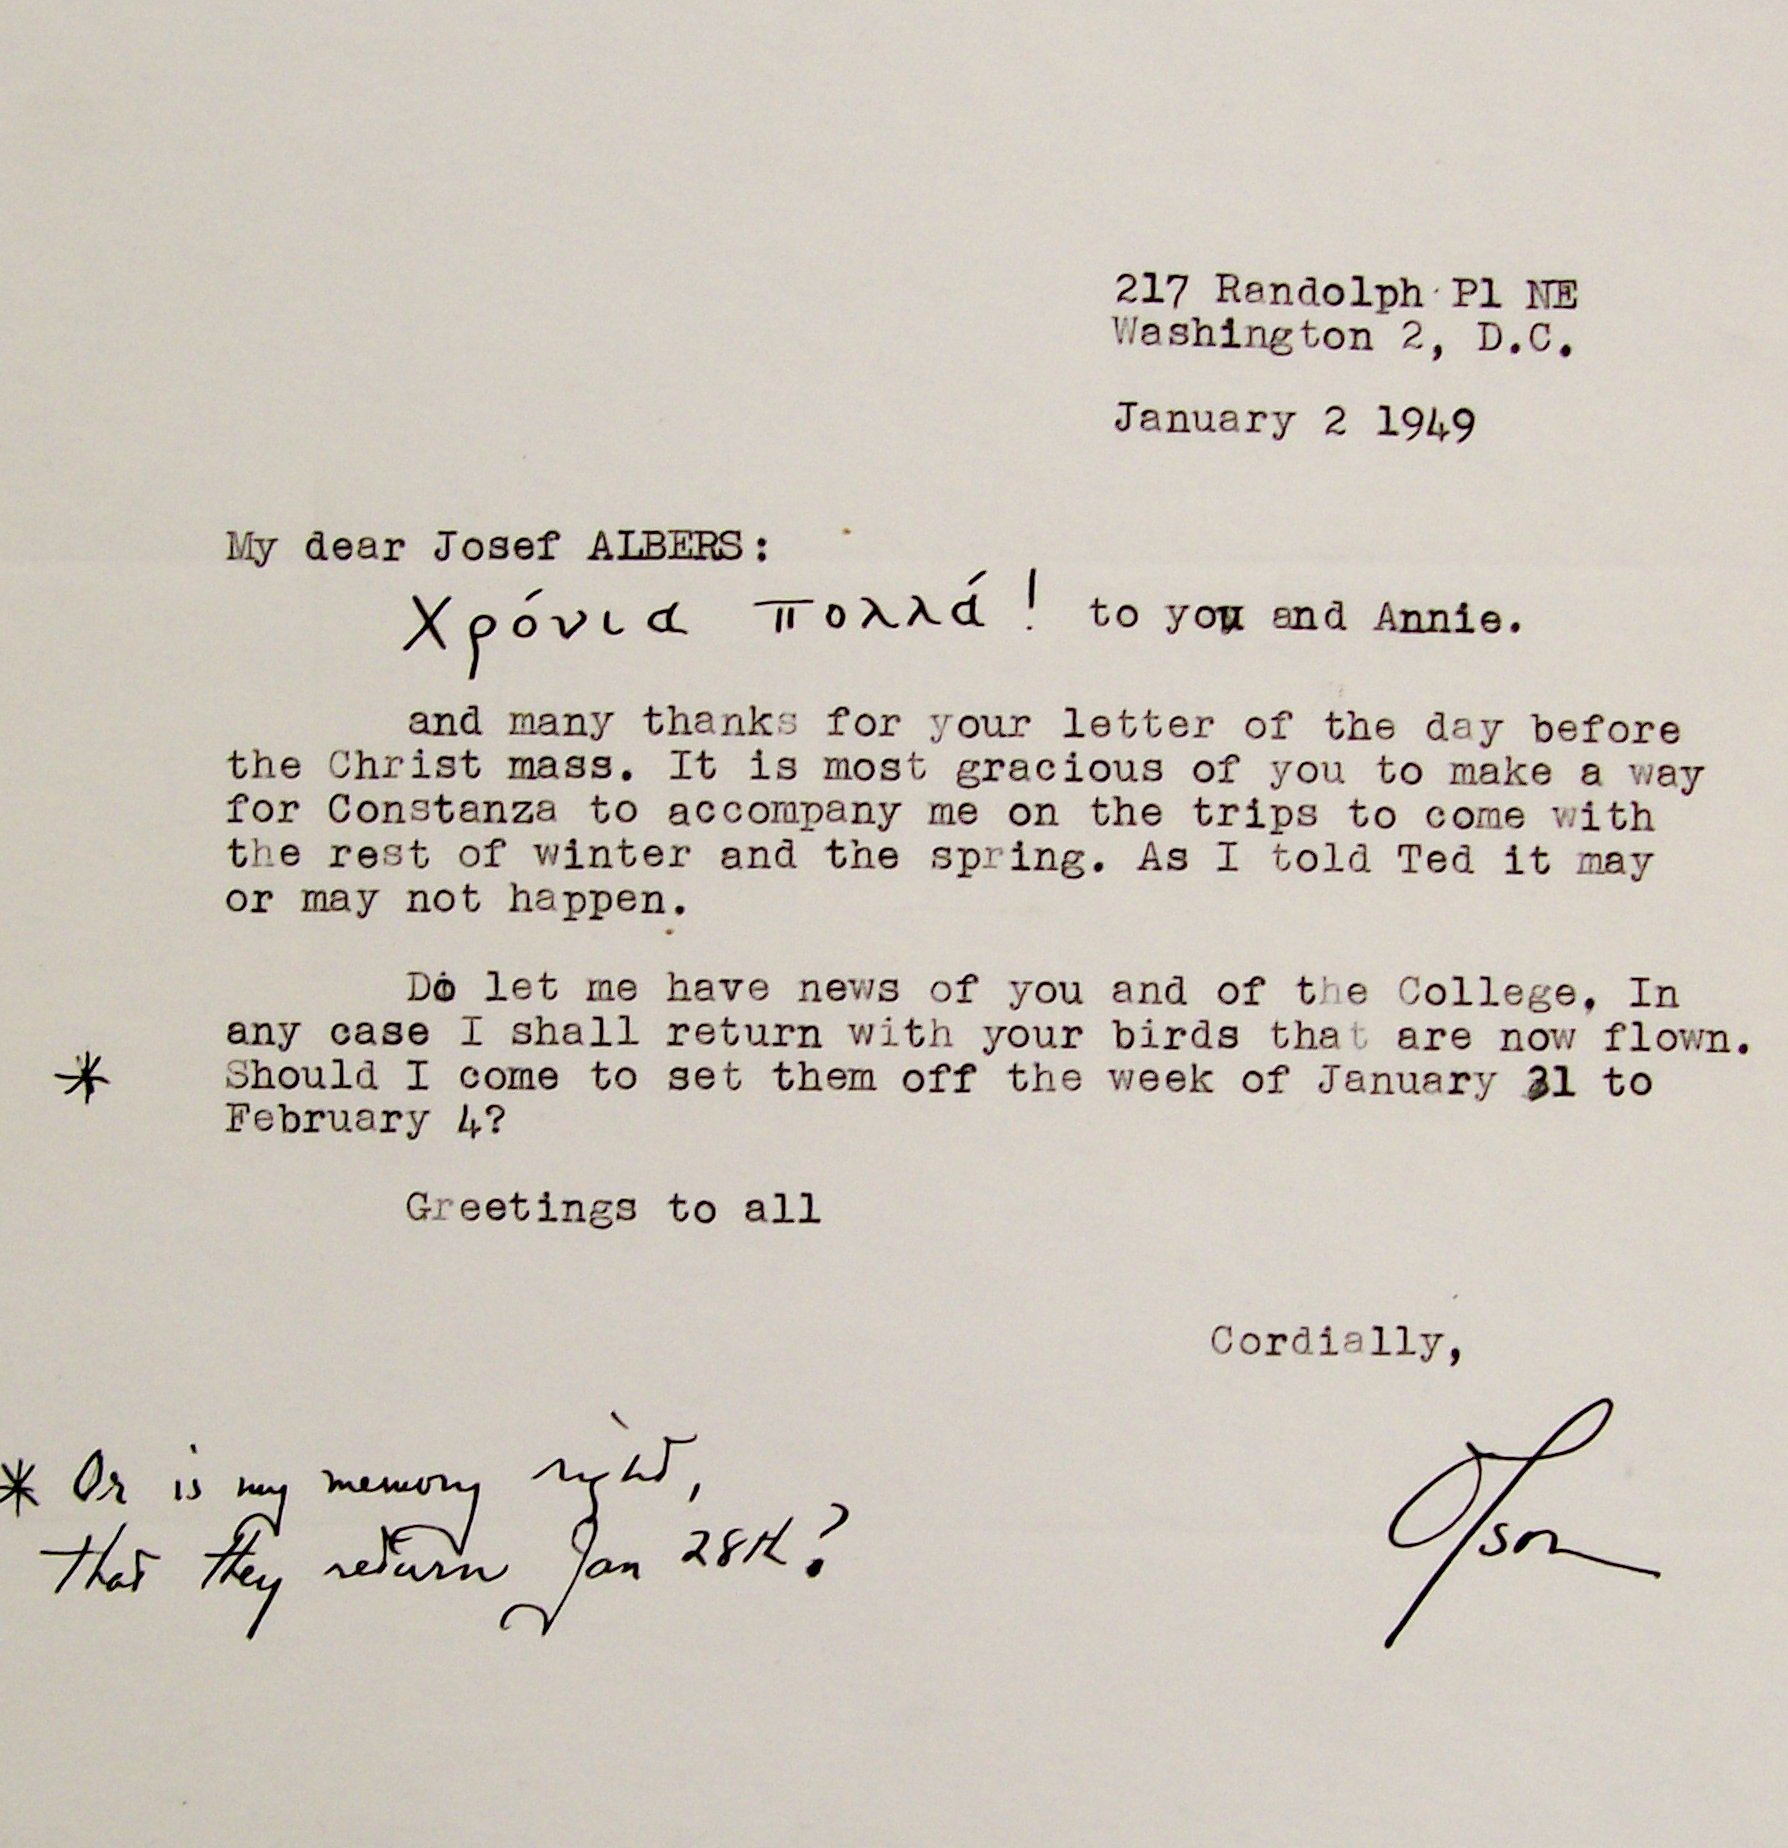 217 Randolph Pl NE
Washington 2, D.C.
January 2 1949
My dear Josef ALBERS:
Χρόνια πολλά! to you and Annie.
and many thanks for your letter of the day before
the Christ mass. It is most gracious of you to make a way
for Constanza to accompany me on the trips to come with
the rest of winter and the spring. As I told Ted it may
or may not happen.
Do let me have news of you and of the College. In
any case I shall return with your birds that are now flown.
* Should I come to set them off the week of January 31 to
February 4?
Greetings to all
Cordially,
Olson
* Or is my memory right,
that they return Jan 28th?